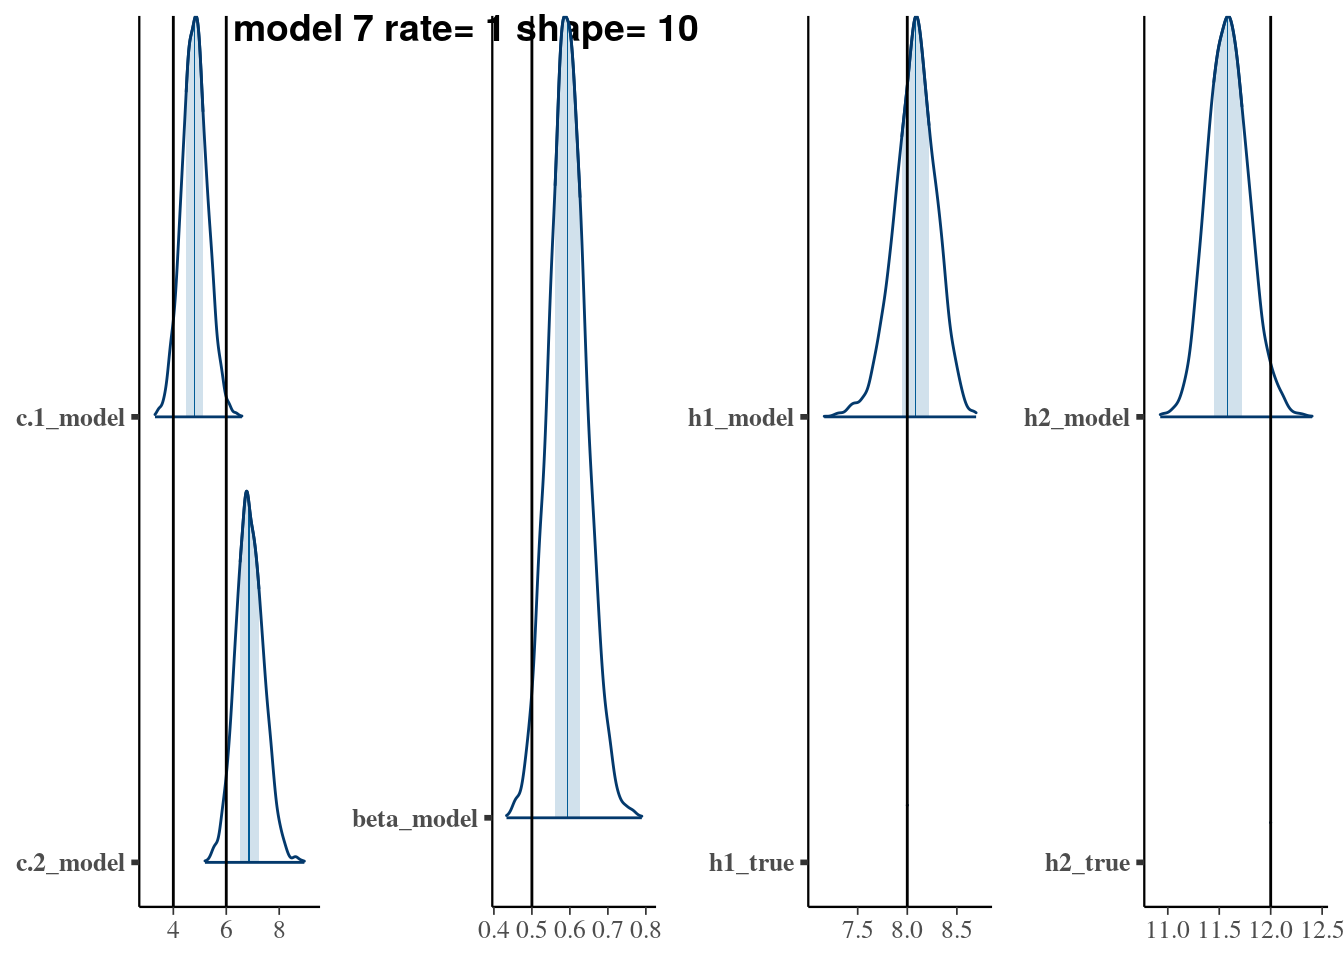 model 7 rate= 1 shape= 10
c.1_model
c.2_model
4 6 8
beta_model
0.4 0.5 0.6 0.7 0.8
h1_model
h1_true
7.5 8.0 8.5
h2_model
h2_true
11.0 11.5 12.0 12.5